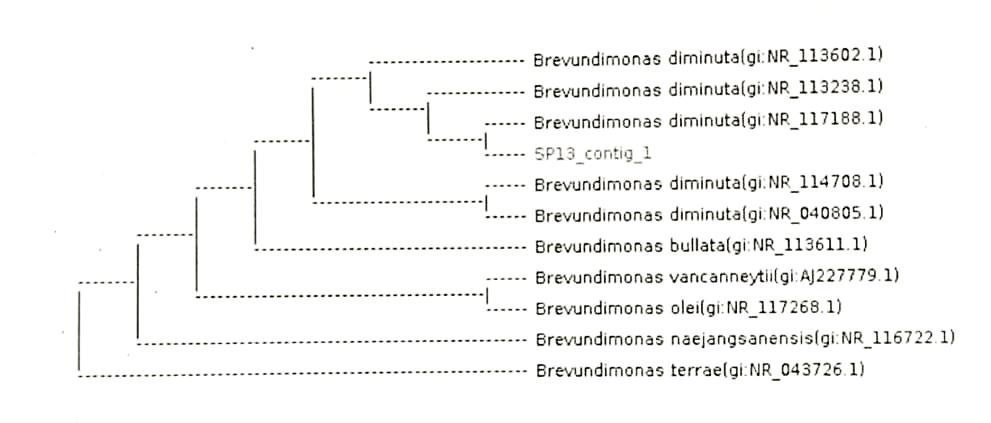 Brevundimonas diminuta(gi:NR_113602.1)
Brevundimonas diminuta(gi:NR_113238.1)
Brevundimonas diminuta(gi:NR_117188.1)
SP13_contig_1
Brevundimonas diminuta(gi:NR_114708.1)
Brevundimonas diminuta(gi:NR_040805.1)
Brevundimonas bullata(gi:NR_113611.1)
Brevundimonas vancanneytii(gi:AJ227779.1)
Brevundimonas olei(gi:NR_117268.1)
Brevundimonas naejangsanensis(gi:NR_116722.1)
Brevundimonas terrae(gi:NR_043726.1)